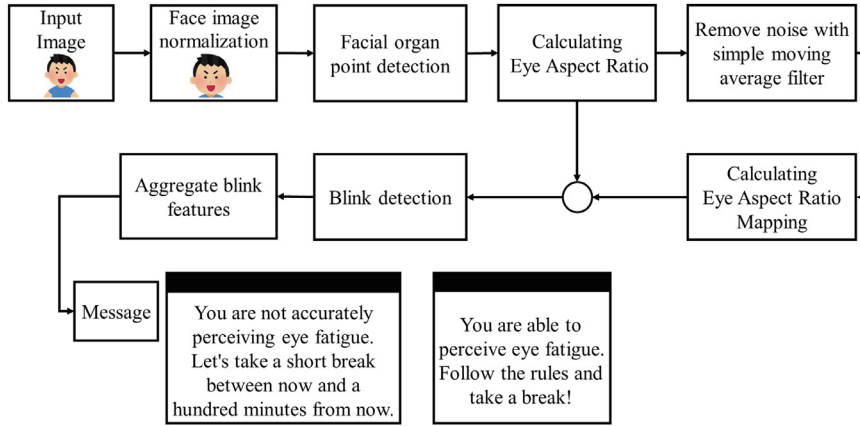 Input
Image
Face image
normalization
Facial organ
point detection
Calculating
Eye Aspect Ratio
Remove noise with
simple moving
average filter
Aggregate blink
features
Blink detection
Calculating
Eye Aspect Ratio
Mapping
Message
You are not accurately
perceiving eye fatigue.
Let's take a short break
between now and a
hundred minutes from now.
You are able to
perceive eye fatigue.
Follow the rules and
take a break!